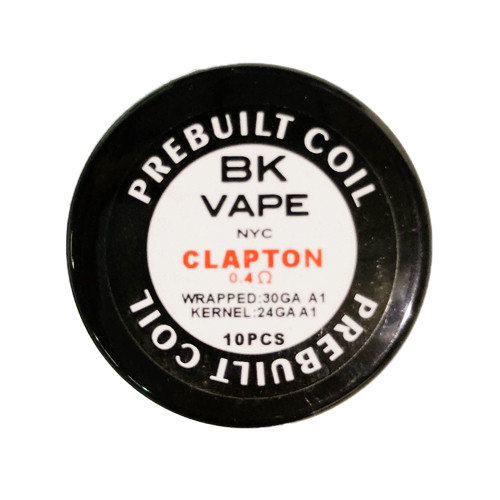 PREBUILT COIL
BK
VAPE
NYC
CLAPTON
0.4Ω
WRAPPED:30GA A1
KERNEL:24GA A1
10PCS
PREBUILT COIL